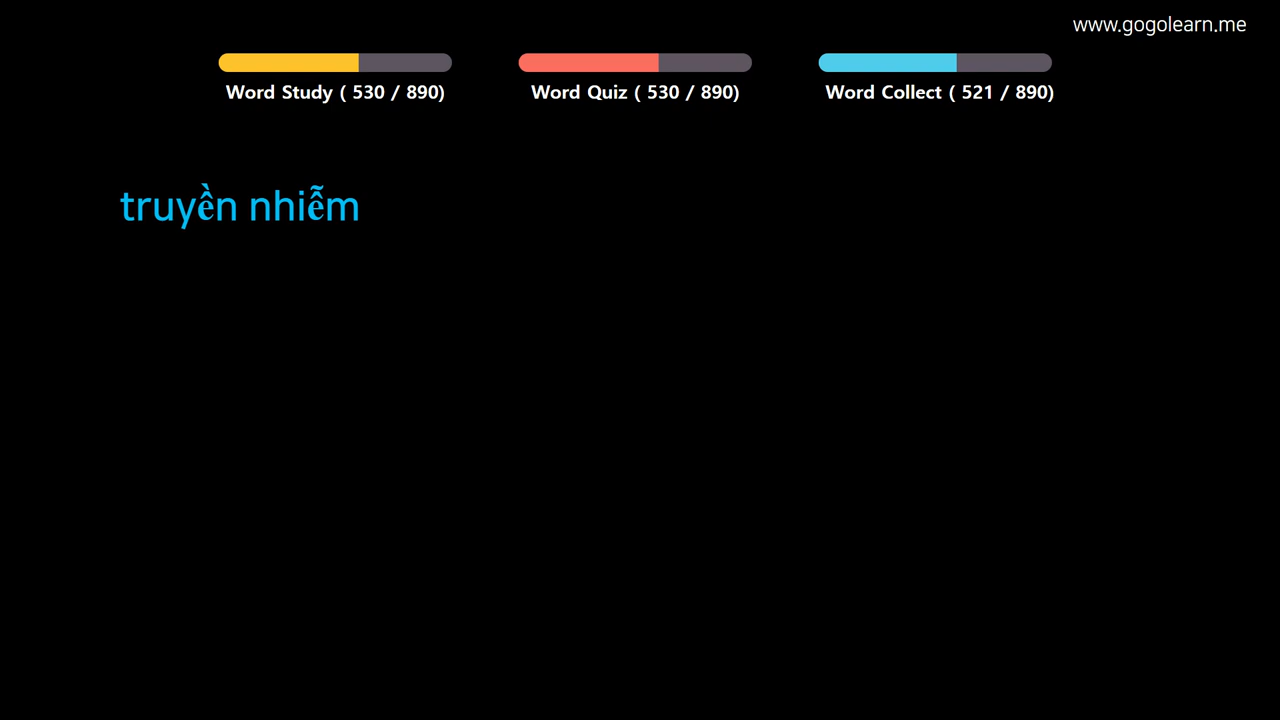 www.gogolearn.me
Word Study ( 530 / 890)
Word Quiz ( 530 / 890)
Word Collect ( 521 / 890)
truyền nhiễm